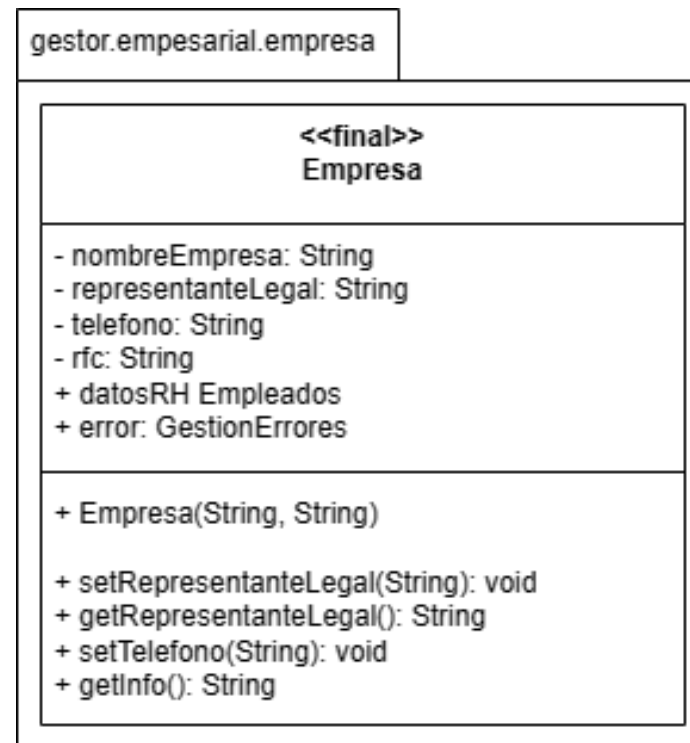 gestor.empesarial.empresa
<<final>>
Empresa
- nombreEmpresa: String
- representanteLegal: String
- telefono: String
- rfc: String
+ datosRH Empleados
+ error: GestionErrores
+ Empresa(String, String)
+ setRepresentanteLegal(String): void
+ getRepresentanteLegal(): String
+ setTelefono(String): void
+ getInfo(): String